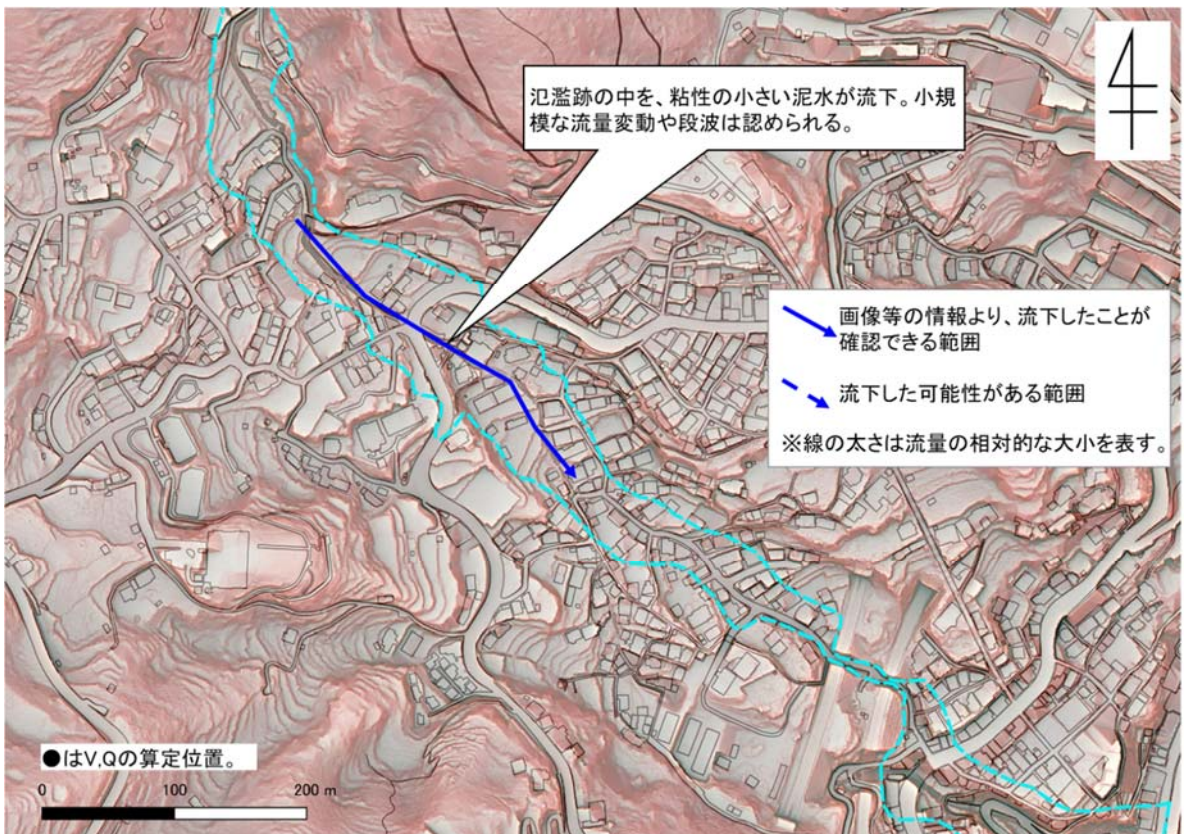 氾濫跡の中を、粘性の小さい泥水が流下。小規
模な流量変動や段波は認められる。
画像等の情報より、流下したことが
確認できる範囲
流下した可能性がある範囲
※線の太さは流量の相対的な大小を表す。
●はV,Qの算定位置。
0 100 200 m